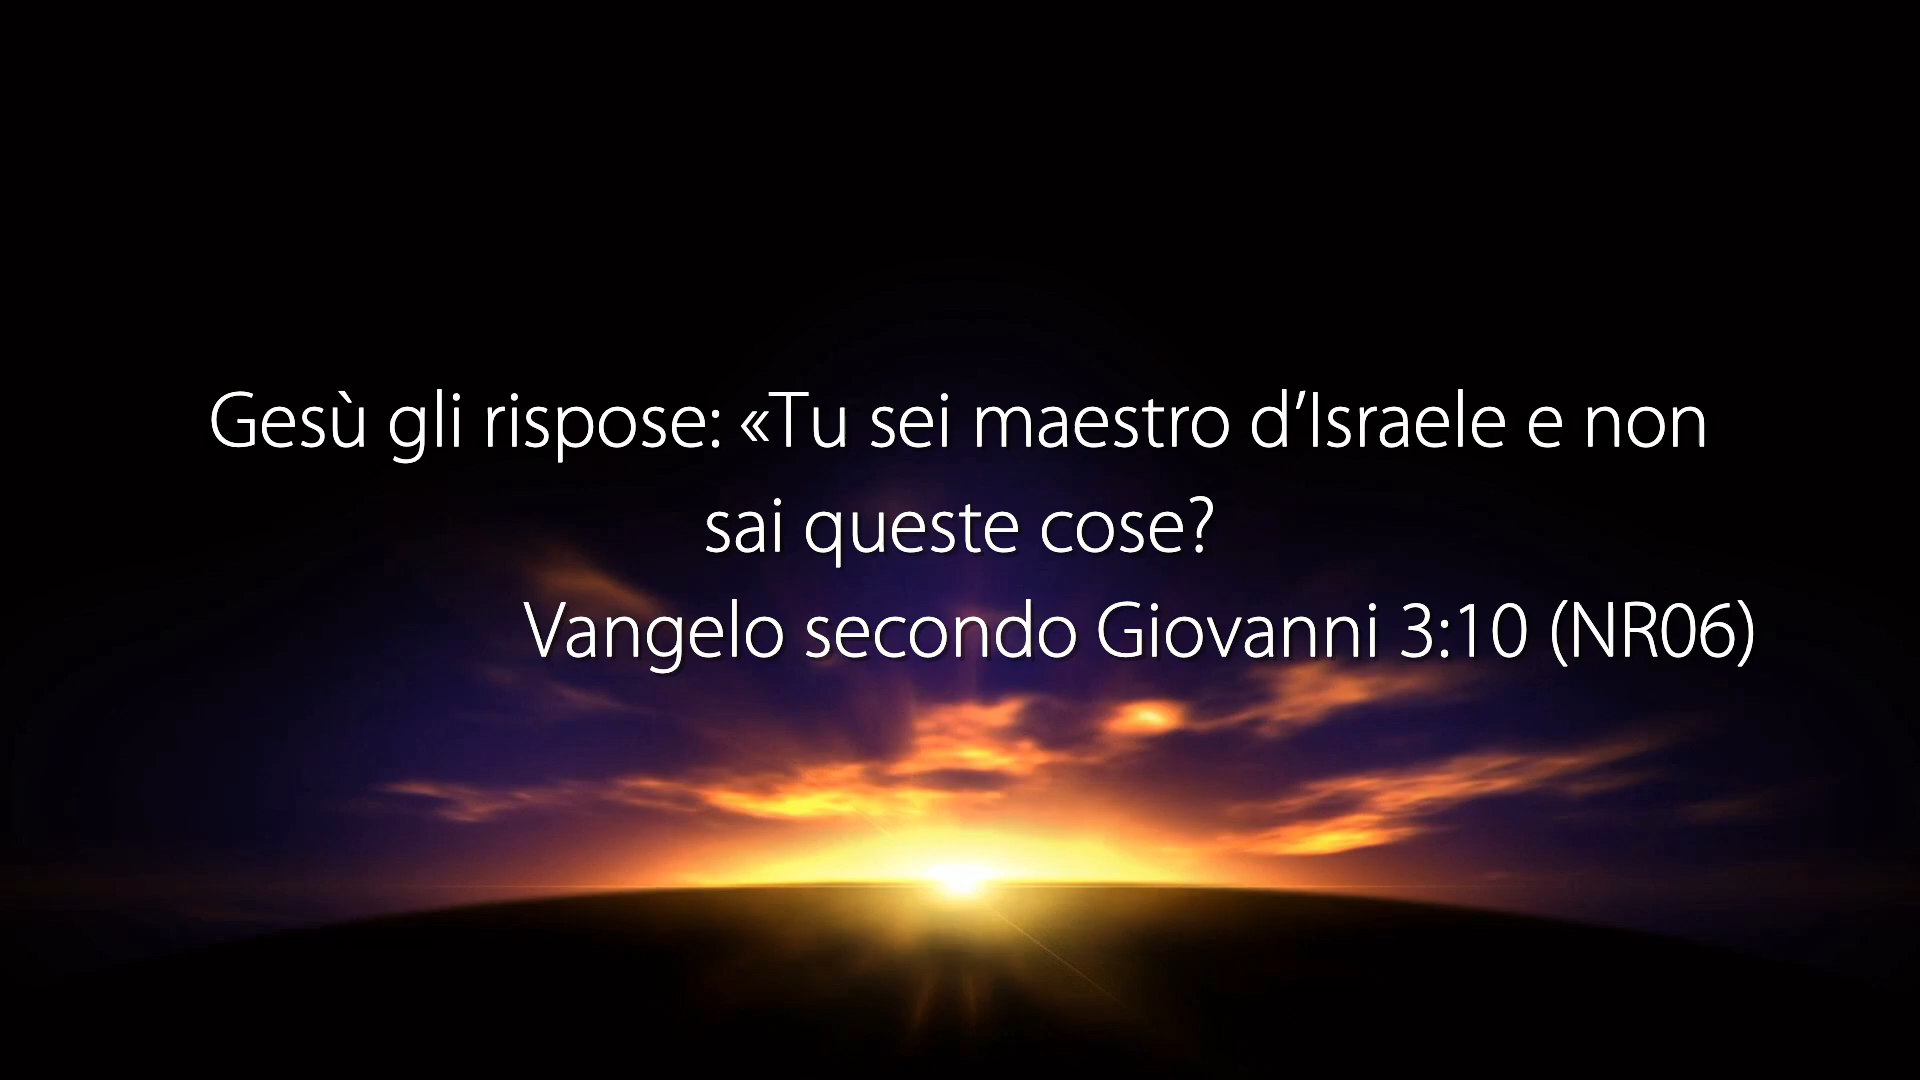 Gesù gli rispose: «Tu sei maestro d’Israele e non
sai queste cose?
Vangelo secondo Giovanni 3:10 (NR06)